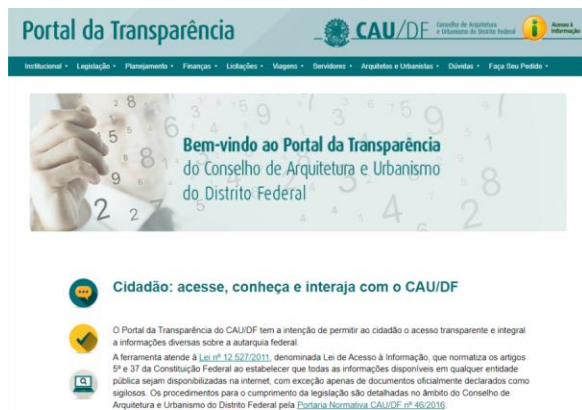 Portal da Transparência
CAU/DF
Conselho de Arquitetura
e Urbanismo do Distrito Federal
Acesso à
Informação
Institucional Legislação Planejamento Finanças Licitações Viagens Servidores Arquitetos e Urbanistas Dúvidas Faça Seu Pedido
Bem-vindo ao Portal da Transparência
do Conselho de Arquitetura e Urbanismo
do Distrito Federal
Cidadão: acesse, conheça e interaja com o CAU/DF
O Portal da Transparência do CAU/DF tem a intenção de permitir ao cidadão o acesso transparente e integral
a informações diversas sobre a autarquia federal.
A ferramenta atende à Lei nº 12.527/2011, denominada Lei de Acesso à Informação, que normatiza os artigos
5º e 37 da Constituição Federal ao estabelecer que todas as informações disponíveis em qualquer entidade
pública sejam disponibilizadas na internet, com exceção apenas de documentos oficialmente declarados como
sigilosos. Os procedimentos para o cumprimento da legislação são detalhadas no âmbito do Conselho de
Arquitetura e Urbanismo do Distrito Federal pela Portaria Normativa CAU/DF nº 46/2016.